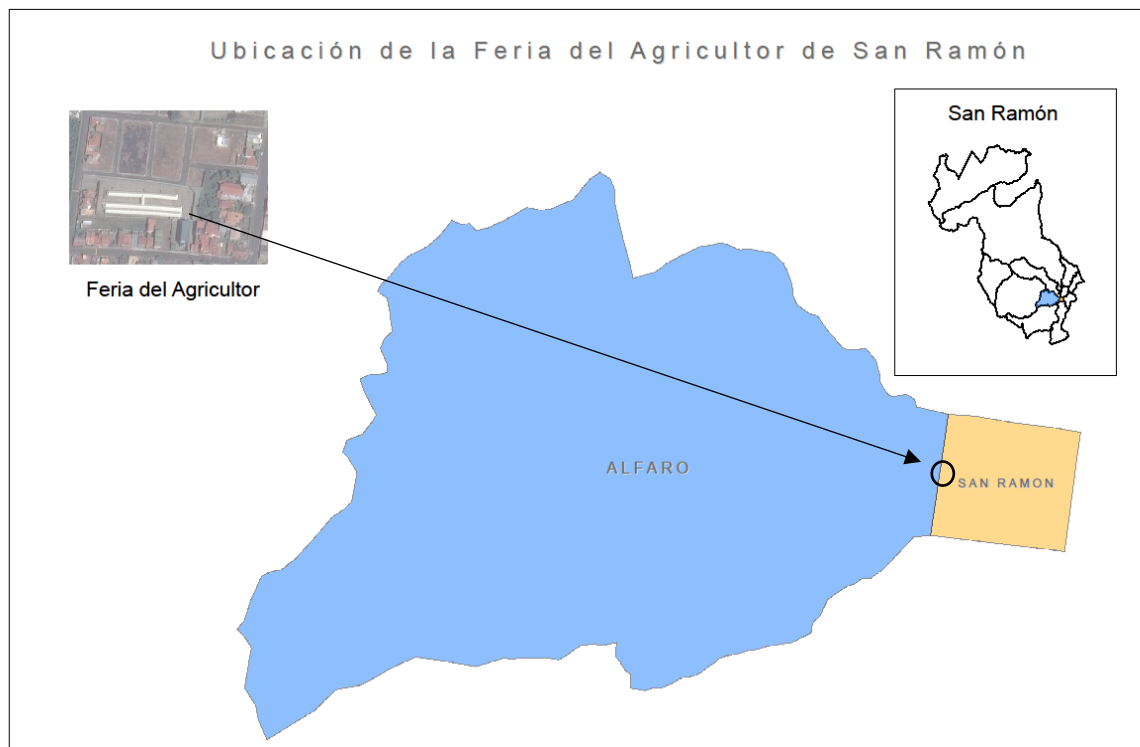 Ubicación de la Feria del Agricultor de San Ramón
San Ramón
Feria del Agricultor
ALFARO
SAN RAMON